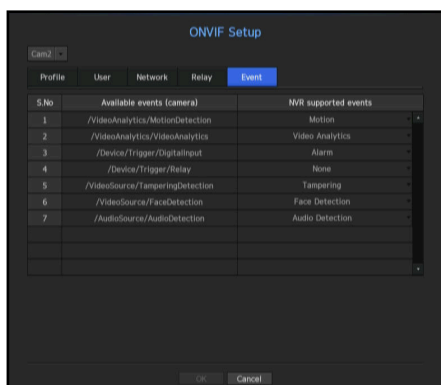 ONVIF Setup
Cam2
Profile User Network Relay Event
S.No Available events (camera) NVR supported events
1 /VideoAnalytics/MotionDetection Motion
2 /VideoAnalytics/VideoAnalytics Video Analytics
3 /Device/Trigger/DigitalInput Alarm
4 /Device/Trigger/Relay None
5 /VideoSource/TamperingDetection Tampering
6 /VideoSource/FaceDetection Face Detection
7 /AudioSource/AudioDetection Audio Detection
OK Cancel